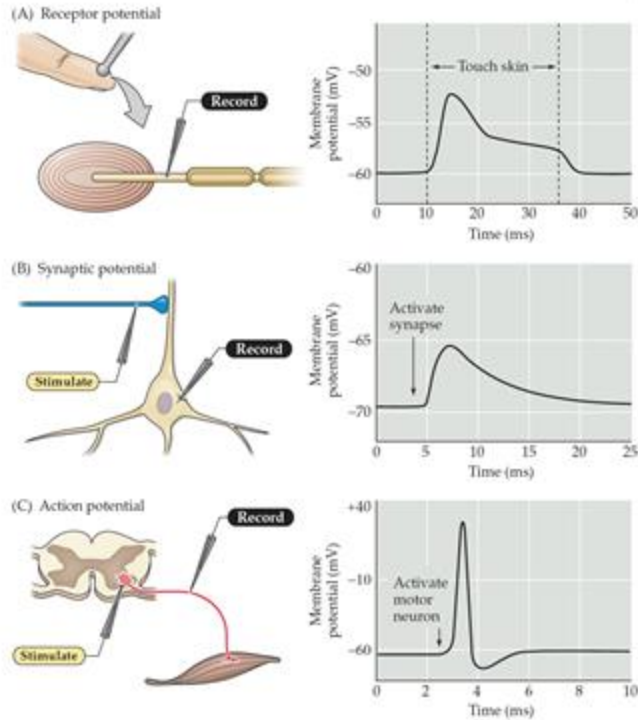 (A) Receptor potential
Record
Membrane
potential (mV)
−50
−55
−60
Touch skin
0 10 20 30 40 50
Time (ms)
(B) Synaptic potential
Record
Stimulate
Membrane
potential (mV)
−60
−65
−70
Activate
synapse
0 5 10 15 20 25
Time (ms)
(C) Action potential
Record
Stimulate
Membrane
potential (mV)
+40
−10
−60
Activate
motor
neuron
0 2 4 6 8 10
Time (ms)